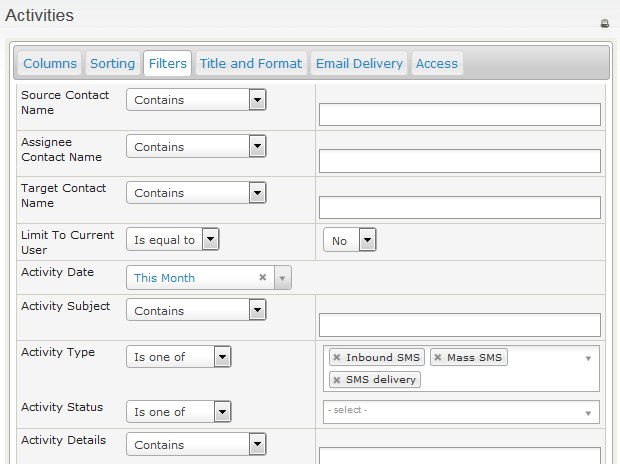 Activities
Columns Sorting Filters Title and Format Email Delivery Access
Source Contact Name Contains
Assignee Contact Name Contains
Target Contact Name Contains
Limit To Current User Is equal to No
Activity Date This Month
Activity Subject Contains
Activity Type Is one of Inbound SMS Mass SMS
SMS delivery
Activity Status Is one of - select -
Activity Details Contains